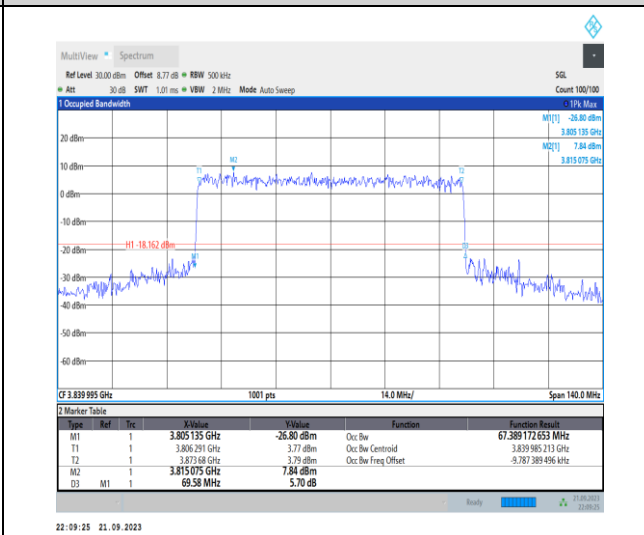 MultiView Spectrum
Ref Level 30.00 dBm Offset 8.77 dB RBW 500 kHz SGL
Att 30 dB SWT 1.01 ms VBW 2 MHz Mode Auto Sweep Count 100/100
1 Occupied Bandwidth 1Pk Max
M1[1] -26.80 dBm
3.805 135 GHz
M2[1] 7.84 dBm
3.815 075 GHz
20 dBm
M2
T1 T2
10 dBm
0 dBm
-10 dBm
H1 -18.162 dBm
-20 dBm
M1 D3
-30 dBm
-40 dBm
-50 dBm
-60 dBm
CF 3.839 995 GHz 1001 pts 14.0 MHz/ Span 140.0 MHz
2 Marker Table
Type Ref Trc X-Value Y-Value Function Function Result
M1 1 3.805 135 GHz -26.80 dBm Occ Bw 67.389 172 653 MHz
T1 1 3.806 291 GHz 3.77 dBm Occ Bw Centroid 3.839 985 213 GHz
T2 1 3.873 68 GHz 3.79 dBm Occ Bw Freq Offset -9.787 389 496 kHz
M2 1 3.815 075 GHz 7.84 dBm
D3 M1 1 69.58 MHz 5.70 dB
Ready 21.09.2023
22:09:25
22:09:25 21.09.2023